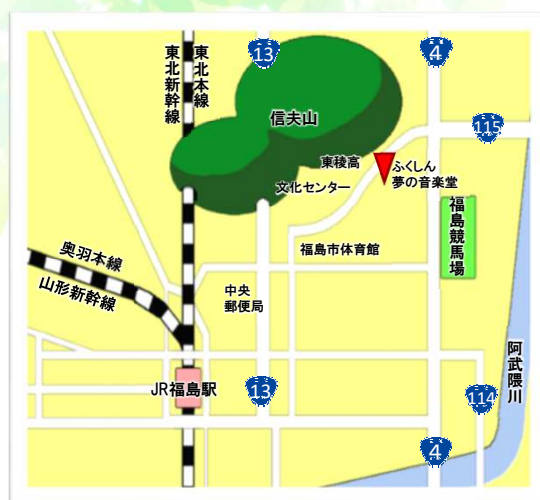 東北新幹線
東北本線
13
4
115
信夫山
東稜高
ふくしん
夢の音楽堂
文化センター
福島競馬場
福島市体育館
奥羽本線
山形新幹線
中央
郵便局
阿武隈川
JR福島駅
13
114
4